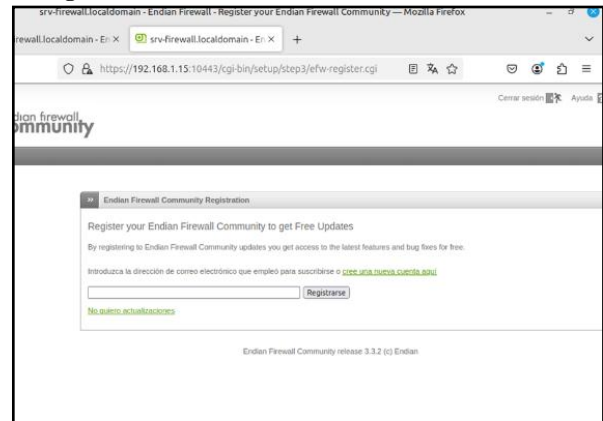 srv-firewall.localdomain - Endian Firewall - Register your Endian Firewall Community — Mozilla Firefox
rewall.localdomain - En × srv-firewall.localdomain - En × +
https://192.168.1.15:10443/cgi-bin/setup/step3/efw-register.cgi
Cerrar sesión Ayuda
dian firewall
mmunity
» Endian Firewall Community Registration
Register your Endian Firewall Community to get Free Updates
By registering to Endian Firewall Community updates you get access to the latest features and bug fixes for free.
Introduzca la dirección de correo electrónico que empleó para suscribirse o cree una nueva cuenta aquí
Registrarse
No quiero actualizaciones
Endian Firewall Community release 3.3.2 (c) Endian